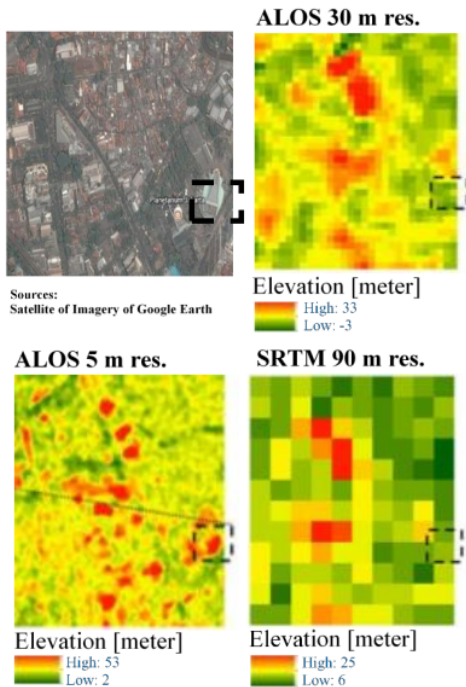 ALOS 30 m res.
Sources:
Satellite of Imagery of Google Earth
Elevation [meter]
High: 33
Low: -3
ALOS 5 m res.
SRTM 90 m res.
Elevation [meter]
High: 53
Low: 2
Elevation [meter]
High: 25
Low: 6